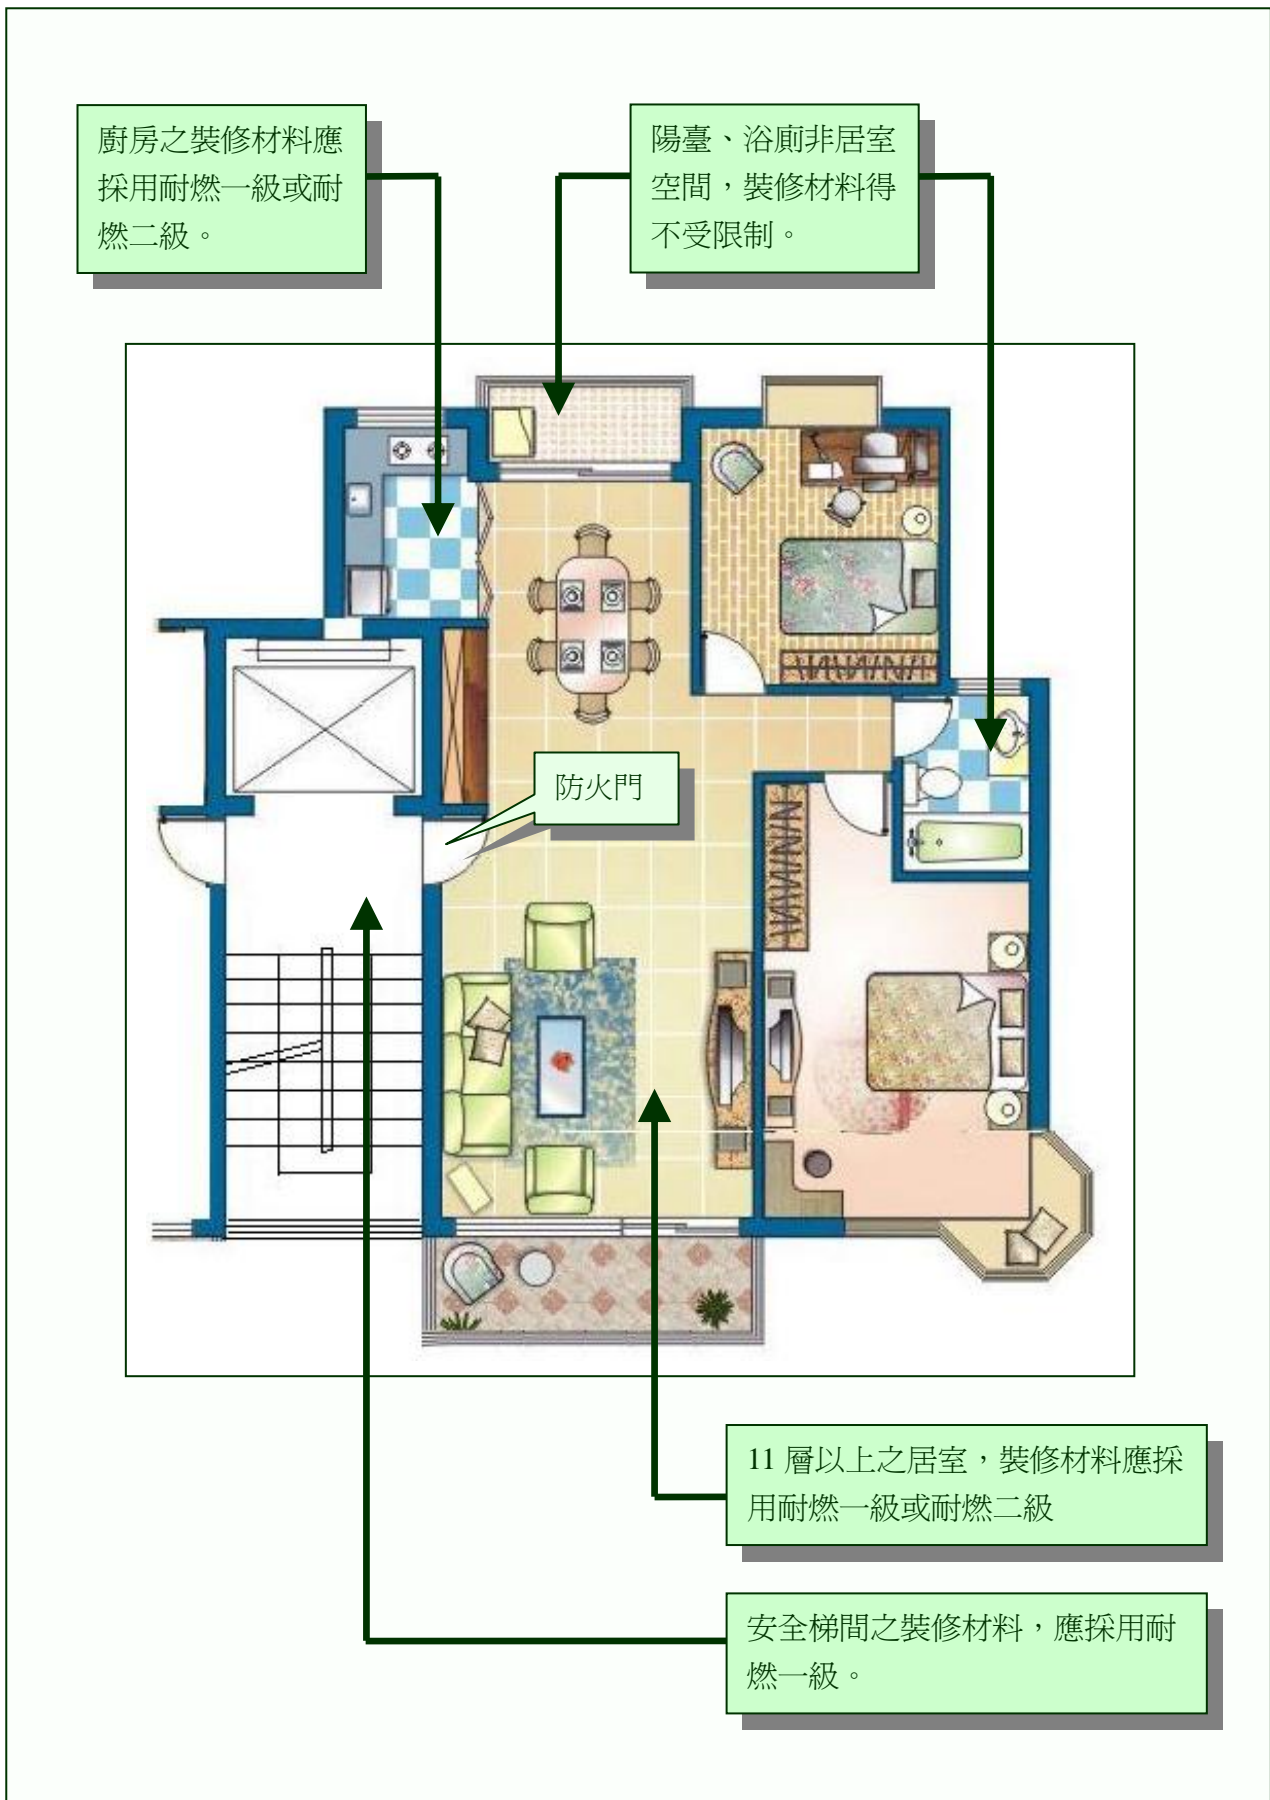 廚房之裝修材料應
採用耐燃一級或耐
燃二級。
陽臺、浴廁非居室
空間，裝修材料得
不受限制。
防火門
11 層以上之居室，裝修材料應採
用耐燃一級或耐燃二級
安全梯間之裝修材料，應採用耐
燃一級。